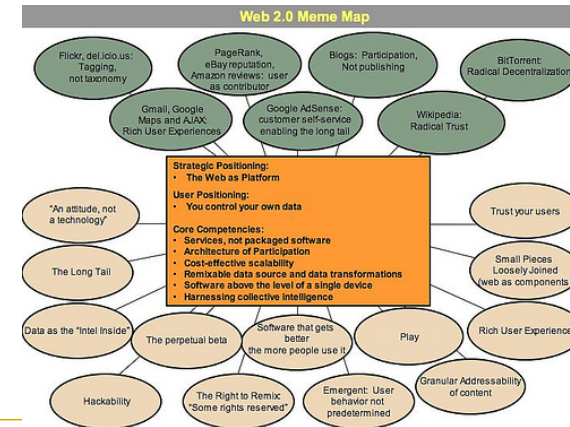 Web 2.0 Meme Map
Flickr, del.icio.us:
Tagging,
not taxonomy
PageRank,
eBay reputation,
Amazon reviews: user
as contributor
Blogs: Participation,
Not publishing
BitTorrent:
Radical Decentralization
Gmail, Google
Maps and AJAX:
Rich User Experiences
Google AdSense:
customer self-service
enabling the long tail
Wikipedia:
Radical Trust
Strategic Positioning:
• The Web as Platform
User Positioning:
• You control your own data
Core Competencies:
• Services, not packaged software
• Architecture of Participation
• Cost-effective scalability
• Remixable data source and data transformations
• Software above the level of a single device
• Harnessing collective intelligence
"An attitude, not
a technology"
Trust your users
The Long Tail
Small Pieces
Loosely Joined
(web as components
Data as the "Intel Inside"
The perpetual beta
Software that gets
better
the more people use it
Play
Rich User Experience
Hackability
The Right to Remix:
"Some rights reserved"
Emergent: User
behavior not
predetermined
Granular Addressability
of content